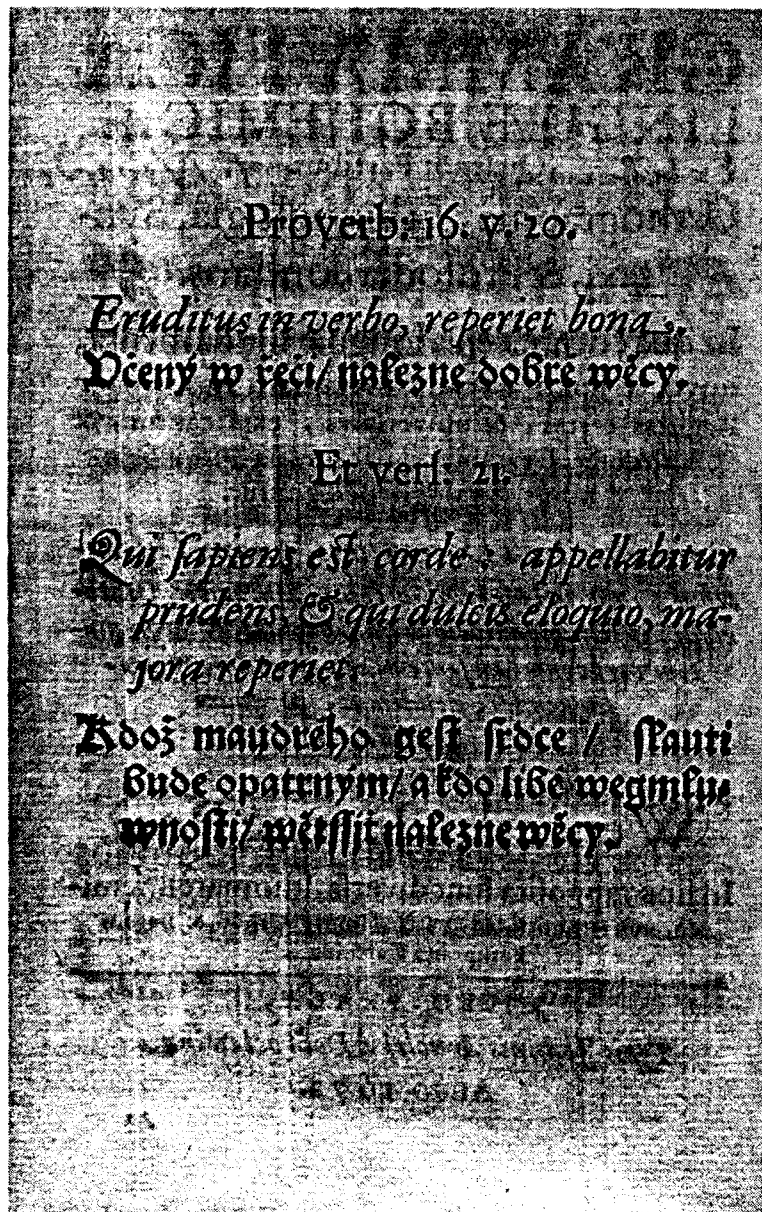 Proverb: 16. v. 20.
Eruditus in verbo, reperiet bona.
Včený w řeči/ nalezne dobré wěcy.
Et verſ: 21.
Qui ſapiens eſt corde: appellabitur
prudens, & qui dulcis eloquio, ma-
jora reperiet.
Kdož maudrého geſt ſrdce / ſlauti
bude opatrným/ a kdo libé wegmlu-
wnoſti/ wětſſjť nalezne wěcy.